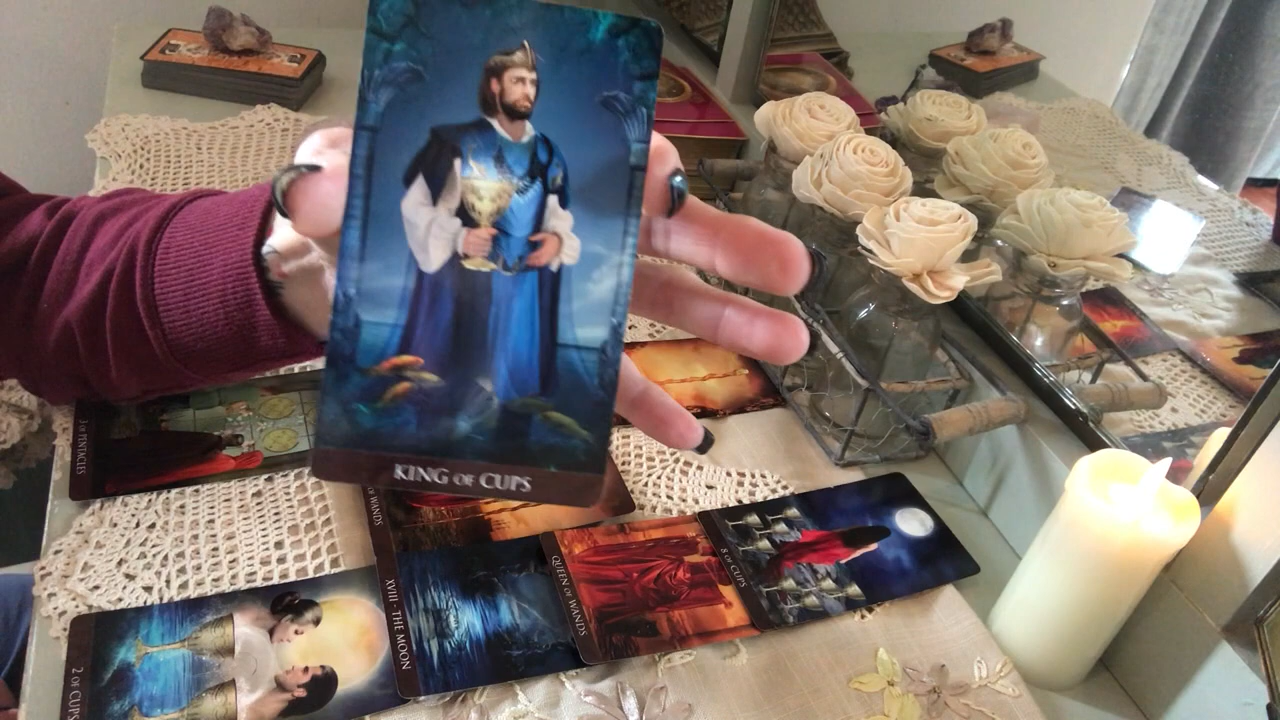 KING OF CUPS
3 OF PENTACLES
OF WANDS
XVIII - THE MOON
QUEEN OF WANDS
8 OF CUPS
2 OF CUPS